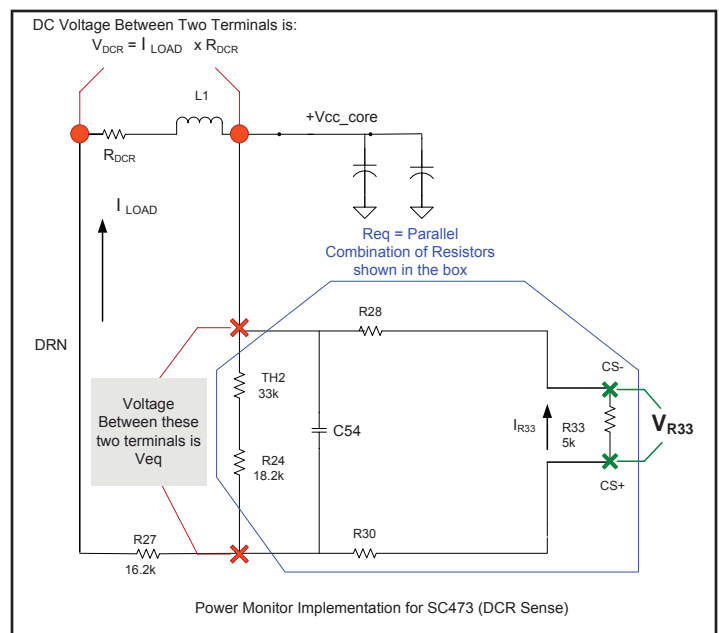 DC Voltage Between Two Terminals is:
VDCR = I LOAD x RDCR
L1
+Vcc_core
RDCR
I LOAD
Req = Parallel
Combination of Resistors
shown in the box
R28
DRN
TH2
33k
CS-
Voltage
Between these
two terminals is
Veq
C54
IR33
R33
5k
VR33
R24
18.2k
CS+
R27
16.2k
R30
Power Monitor Implementation for SC473 (DCR Sense)